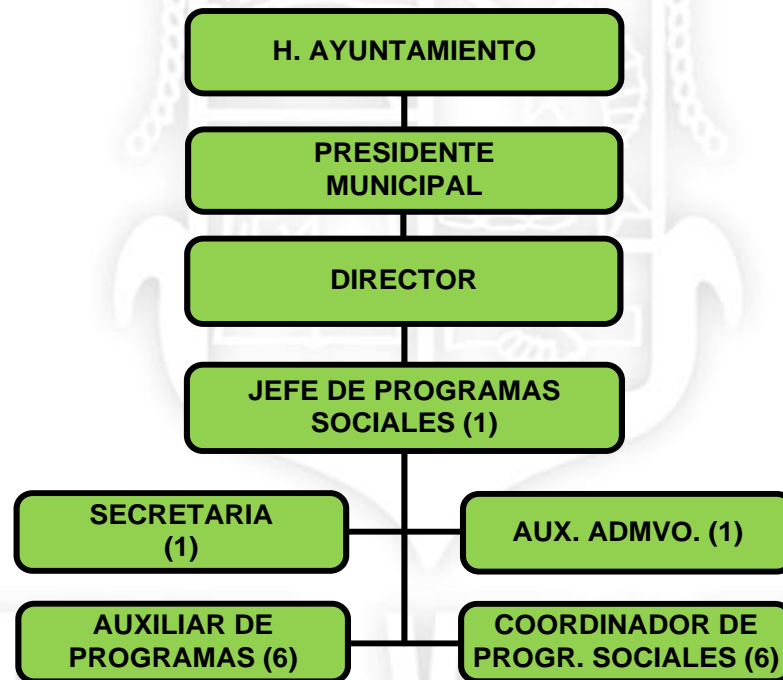 H. AYUNTAMIENTO
PRESIDENTE
MUNICIPAL
DIRECTOR
JEFE DE PROGRAMAS
SOCIALES (1)
SECRETARIA
(1)
AUX. ADMVO. (1)
AUXILIAR DE
PROGRAMAS (6)
COORDINADOR DE
PROGR. SOCIALES (6)